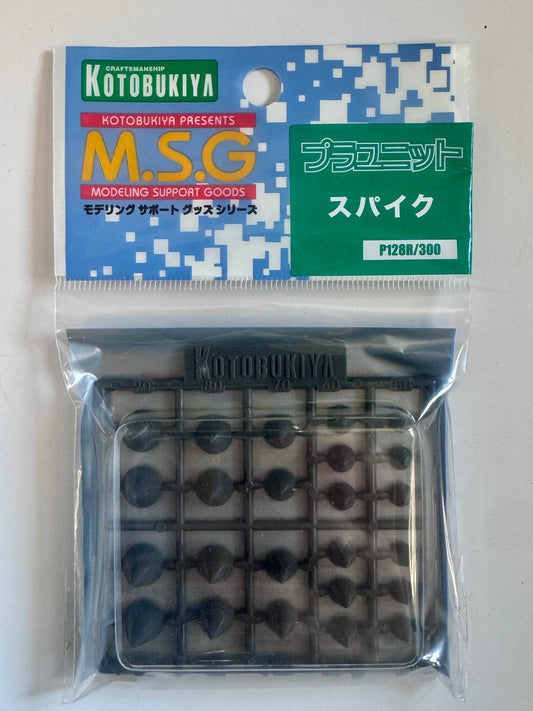 CRAFTSMANSHIP
KOTOBUKIYA
KOTOBUKIYA PRESENTS
M.S.G
MODELING SUPPORT GOODS
モデリング サポート グッズ シリーズ
プラユニット
スパイク
P128R/300
KOTOBUKIYA
80
70
60